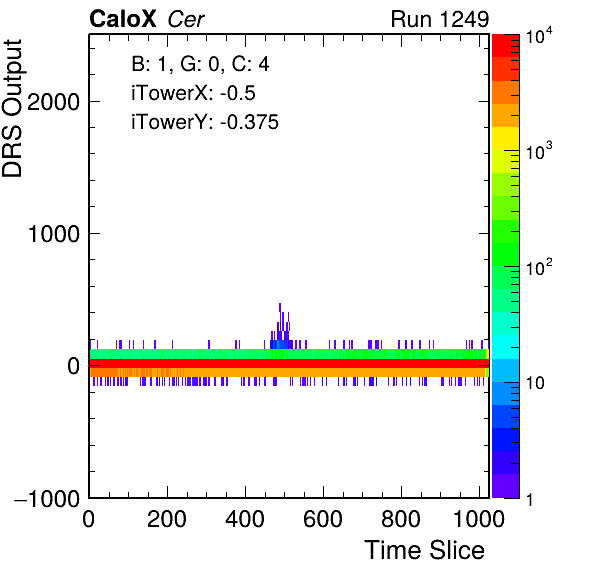 CaloX Cer Run 1249
DRS Output
B: 1, G: 0, C: 4
iTowerX: -0.5
iTowerY: -0.375
2000
1000
0
−1000
0 200 400 600 800 1000
Time Slice
10^4
10^3
10^2
10
1